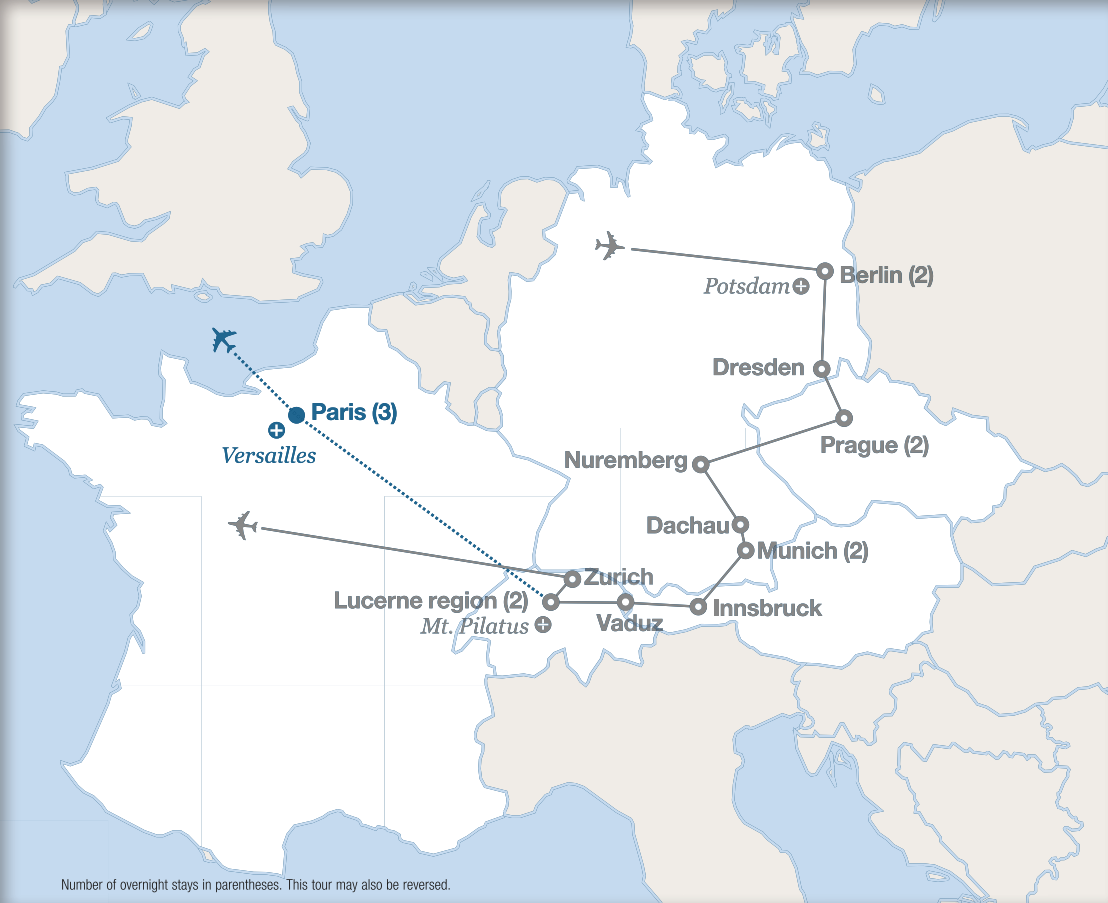 Berlin (2)
Potsdam
Dresden
Paris (3)
Versailles
Prague (2)
Nuremberg
Dachau
Munich (2)
Zurich
Lucerne region (2)
Innsbruck
Mt. Pilatus
Vaduz
Number of overnight stays in parentheses. This tour may also be reversed.